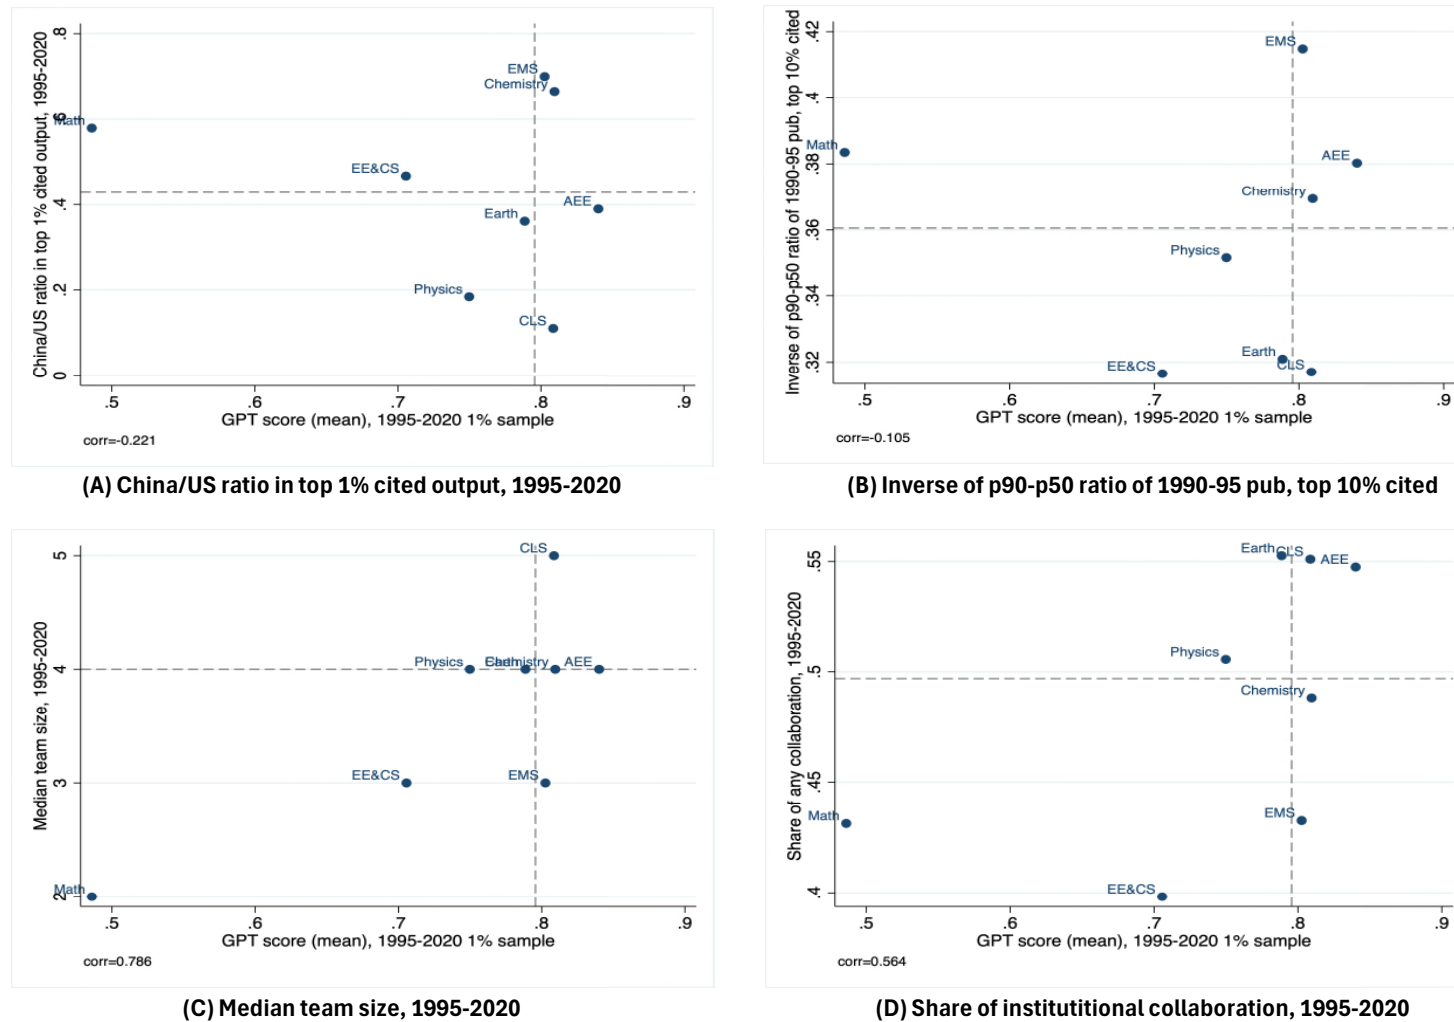 China/US ratio in top 1% cited output, 1995-2020
.8
.6
.4
.2
0
EMS
Chemistry
Math
EE&CS
AEE
Earth
Physics
CLS
.5 .6 .7 .8 .9
GPT score (mean), 1995-2020 1% sample
corr=-0.221
(A) China/US ratio in top 1% cited output, 1995-2020
Inverse of p90-p50 ratio of 1990-95 pub, top 10% cited
.42
.4
.38
.36
.34
.32
EMS
Math
AEE
Chemistry
Physics
Earth
CLS
EE&CS
.5 .6 .7 .8 .9
GPT score (mean), 1995-2020 1% sample
corr=-0.105
(B) Inverse of p90-p50 ratio of 1990-95 pub, top 10% cited
Median team size, 1995-2020
5
4
3
2
CLS
Physics Earth Chemistry AEE
EE&CS EMS
Math
.5 .6 .7 .8 .9
GPT score (mean), 1995-2020 1% sample
corr=0.786
(C) Median team size, 1995-2020
Share of any collaboration, 1995-2020
.55
.5
.45
.4
Earth CLS AEE
Physics
Chemistry
Math
EMS
EE&CS
.5 .6 .7 .8 .9
GPT score (mean), 1995-2020 1% sample
corr=0.564
(D) Share of institutitional collaboration, 1995-2020